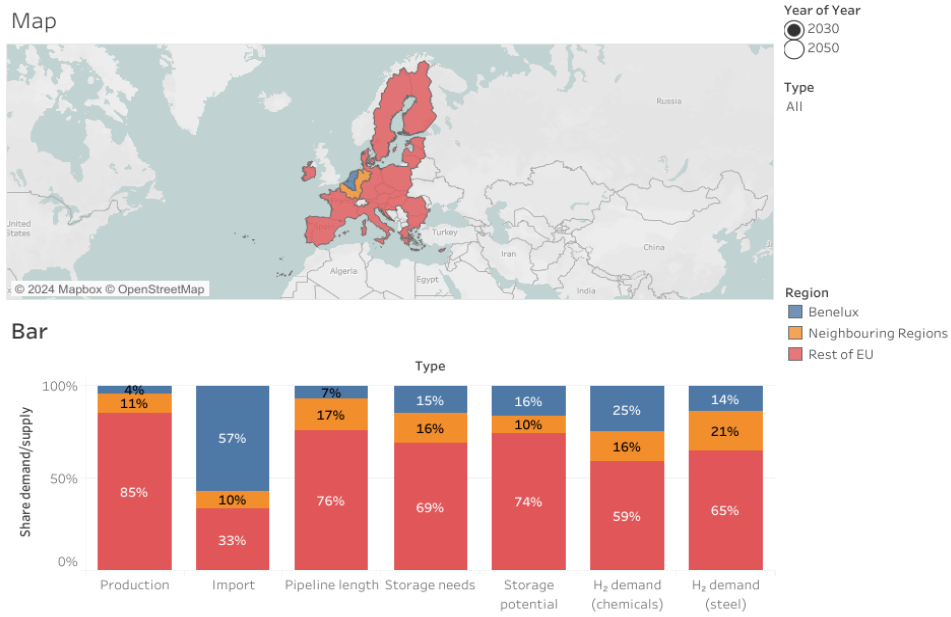 Map
Year of Year
2030
2050
Type
All
Russia
United
States
Spain
Turkey
Iran
China
Algeria
Egypt
India
© 2024 Mapbox © OpenStreetMap
Region
Benelux
Neighbouring Regions
Rest of EU
Bar
Type
Share demand/supply
100%
50%
0%
4%
11%
85%
57%
10%
33%
7%
17%
76%
15%
16%
69%
16%
10%
74%
25%
16%
59%
14%
21%
65%
Production
Import
Pipeline length
Storage needs
Storage
potential
H₂ demand
(chemicals)
H₂ demand
(steel)